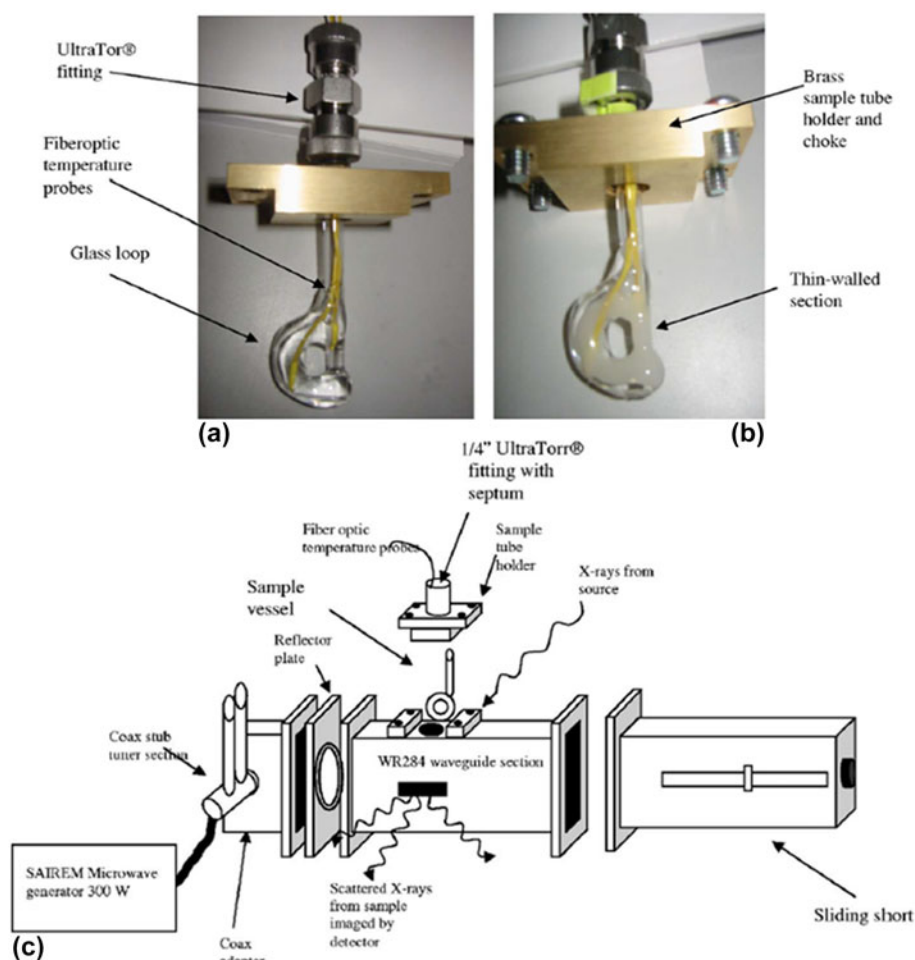 UltraTor®
fitting
Fiberoptic
temperature
probes
Glass loop
(a)
Brass
sample tube
holder and
choke
Thin-walled
section
(b)
1/4” UltraTorr®
fitting with
septum
Fiber optic
temperature probes
Sample
tube
holder
X-rays from
source
Sample
vessel
Reflector
plate
Coax stub
tuner section
WR284 waveguide section
SAIREM Microwave
generator 300 W
Scattered X-rays
from sample
imaged by
detector
Sliding short
Coax
(c)